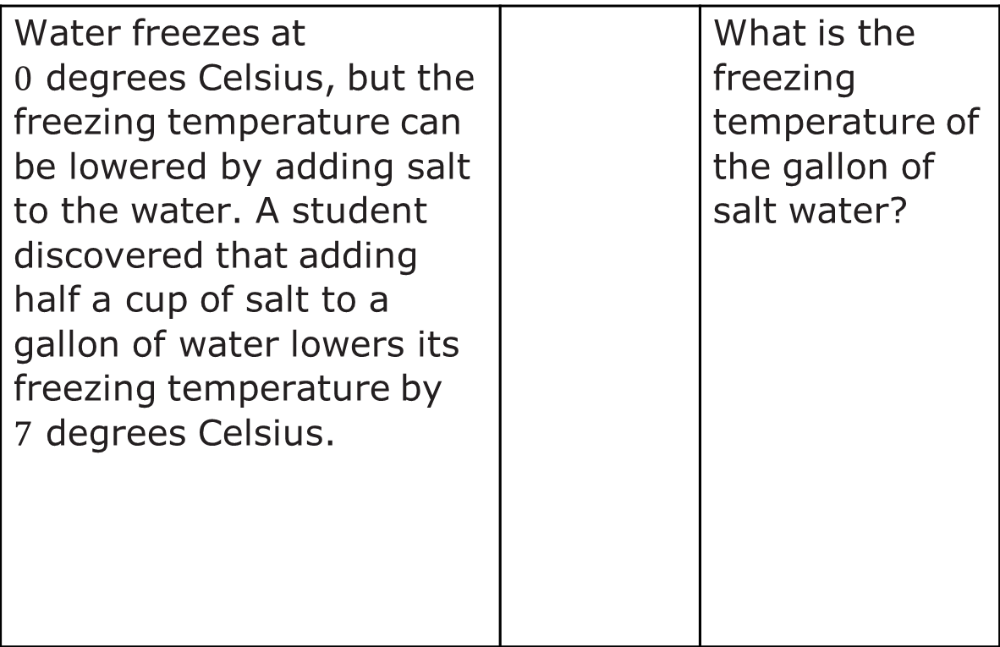 Water freezes at
0 degrees Celsius, but the
freezing temperature can
be lowered by adding salt
to the water. A student
discovered that adding
half a cup of salt to a
gallon of water lowers its
freezing temperature by
7 degrees Celsius.
What is the
freezing
temperature of
the gallon of
salt water?